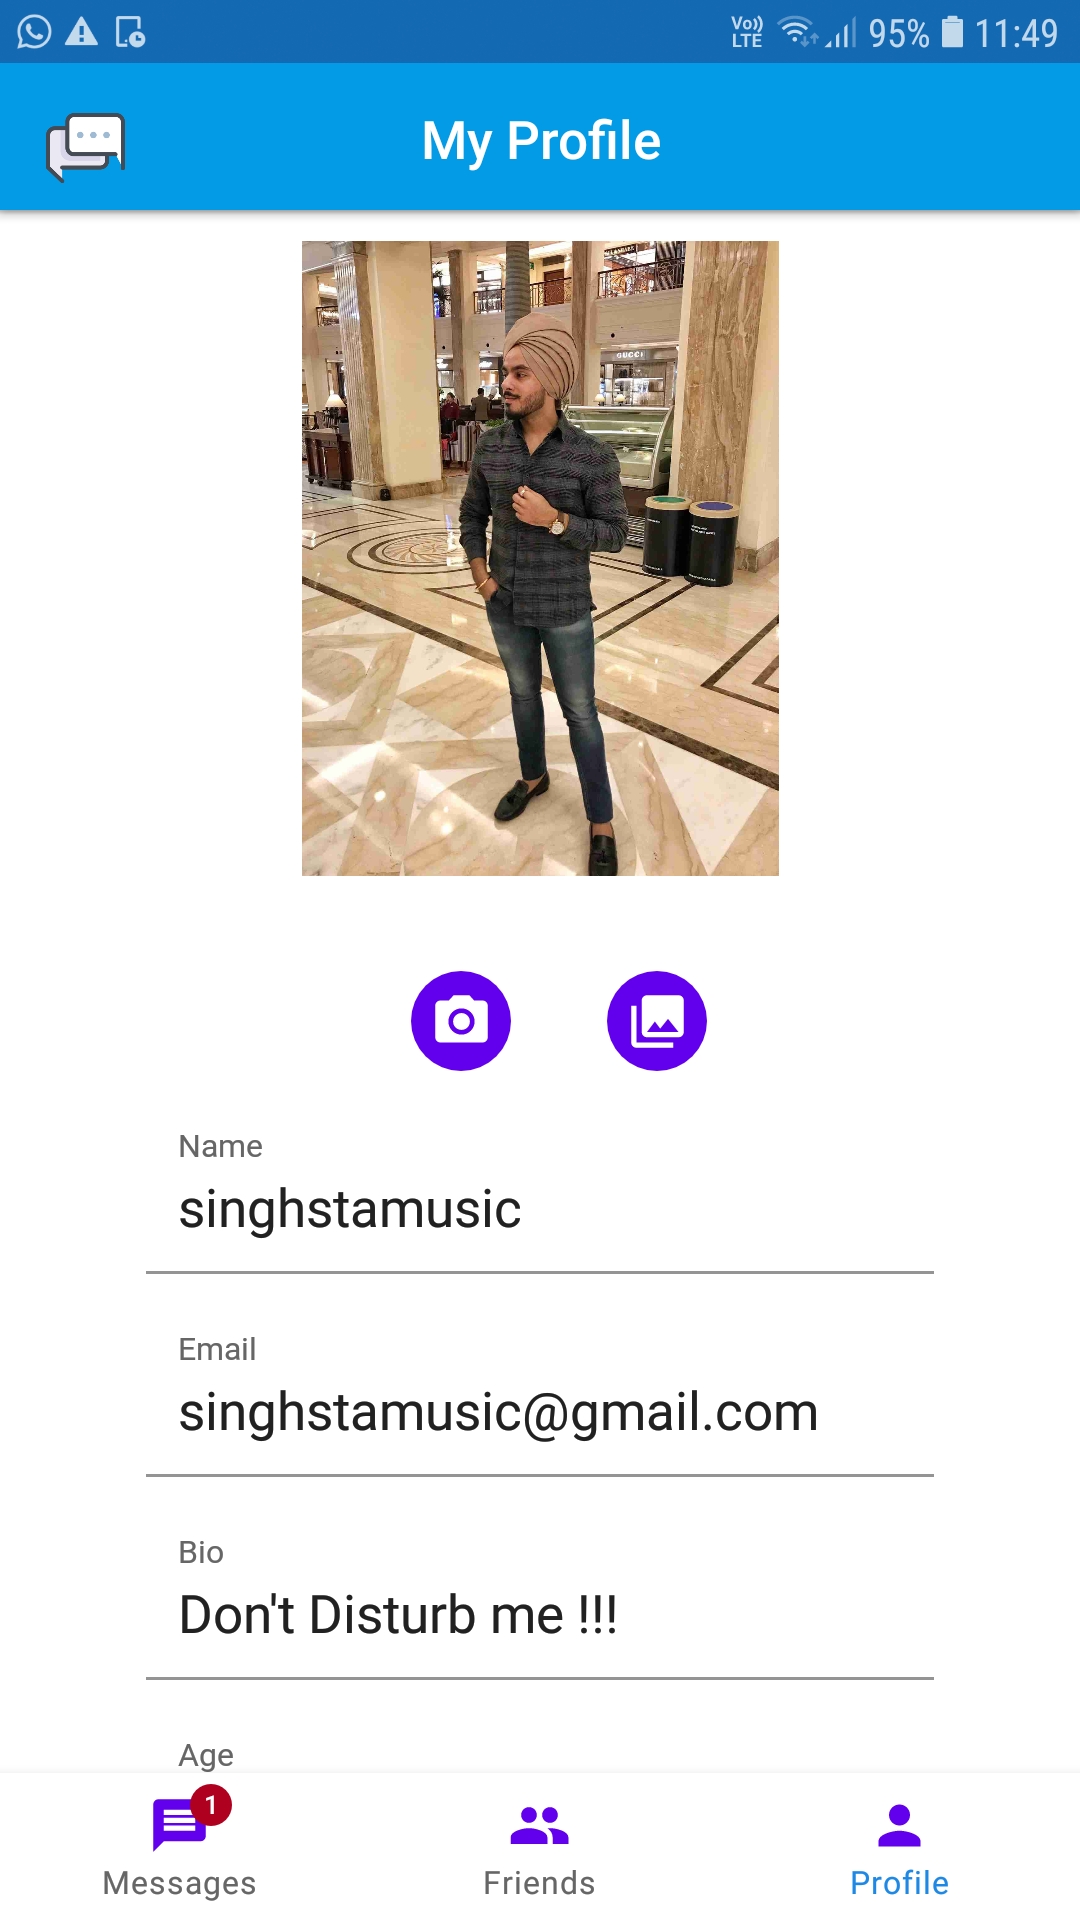 Vo)) LTE 95% 11:49
My Profile
GUCCI
Name
singhstamusic
Email
singhstamusic@gmail.com
Bio
Don't Disturb me !!!
Age
1
Messages
Friends
Profile